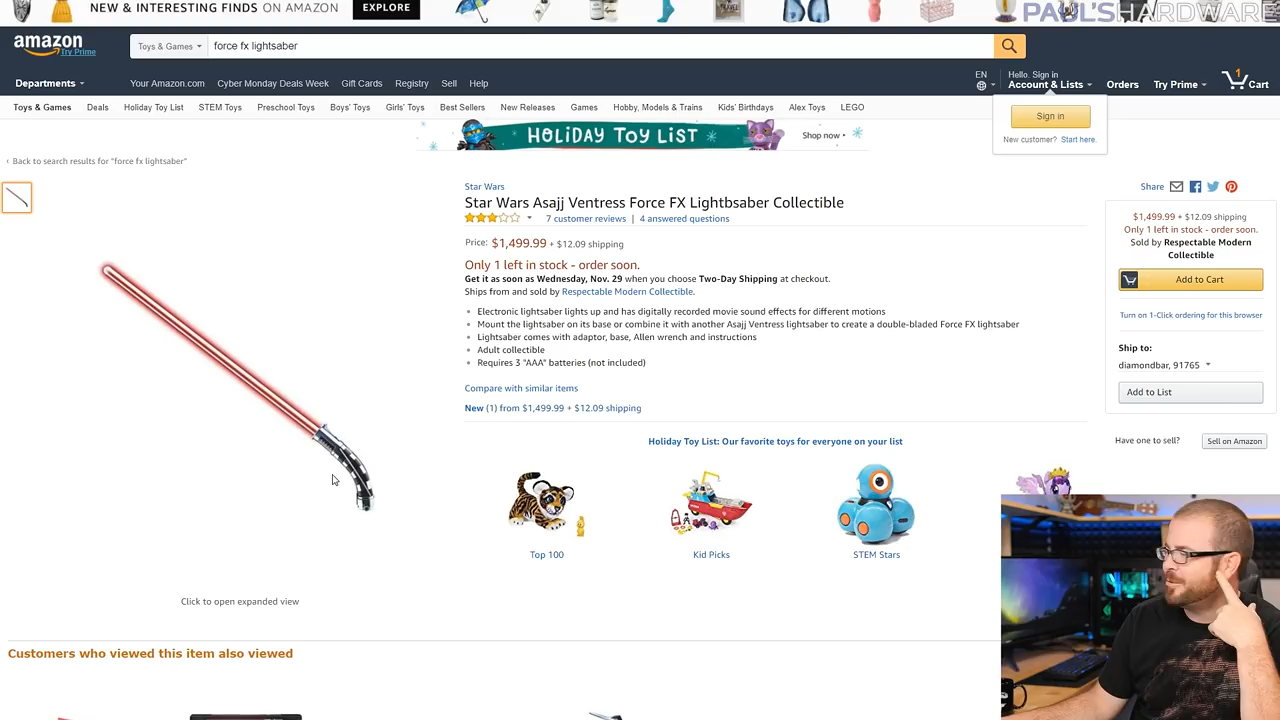 NEW & INTERESTING FINDS ON AMAZON EXPLORE
PAUL'S HARDWARE
amazon
Try Prime
Toys & Games force fx lightsaber
Departments Your Amazon.com Cyber Monday Deals Week Gift Cards Registry Sell Help
EN Hello. Sign in
Account & Lists Orders Try Prime 1 Cart
Toys & Games Deals Holiday Toy List STEM Toys Preschool Toys Boys' Toys Girls' Toys Best Sellers New Releases Games Hobby, Models & Trains Kids' Birthdays Alex Toys LEGO
Sign in
New customer? Start here.
HOLIDAY TOY LIST Shop now
‹ Back to search results for "force fx lightsaber"
Star Wars
Star Wars Asajj Ventress Force FX Lightbsaber Collectible
7 customer reviews | 4 answered questions
Price: $1,499.99 + $12.09 shipping
Only 1 left in stock - order soon.
Get it as soon as Wednesday, Nov. 29 when you choose Two-Day Shipping at checkout.
Ships from and sold by Respectable Modern Collectible.
Electronic lightsaber lights up and has digitally recorded movie sound effects for different motions
Mount the lightsaber on its base or combine it with another Asajj Ventress lightsaber to create a double-bladed Force FX lightsaber
Lightsaber comes with adaptor, base, Allen wrench and instructions
Adult collectible
Requires 3 "AAA" batteries (not included)
Compare with similar items
New (1) from $1,499.99 + $12.09 shipping
Share
$1,499.99 + $12.09 shipping
Only 1 left in stock - order soon.
Sold by Respectable Modern
Collectible
Add to Cart
Turn on 1-Click ordering for this browser
Ship to:
diamondbar, 91765
Add to List
Have one to sell? Sell on Amazon
Holiday Toy List: Our favorite toys for everyone on your list
Top 100 Kid Picks STEM Stars
Click to open expanded view
Customers who viewed this item also viewed